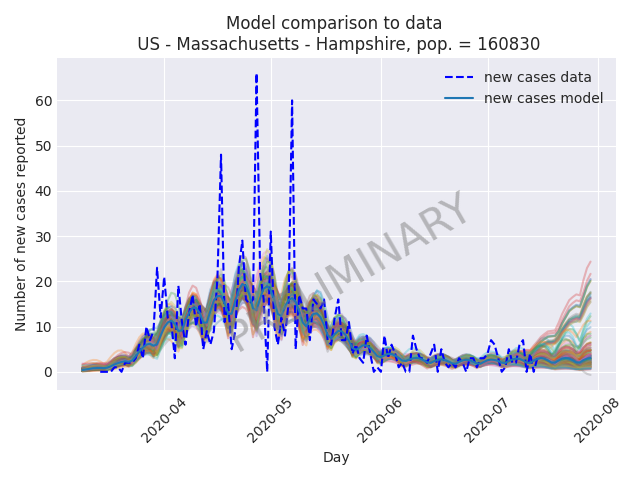 Model comparison to data
US - Massachusetts - Hampshire, pop. = 160830
new cases data
new cases model
PRELIMINARY
Number of new cases reported
60
50
40
30
20
10
0
2020-04
2020-05
2020-06
2020-07
2020-08
Day